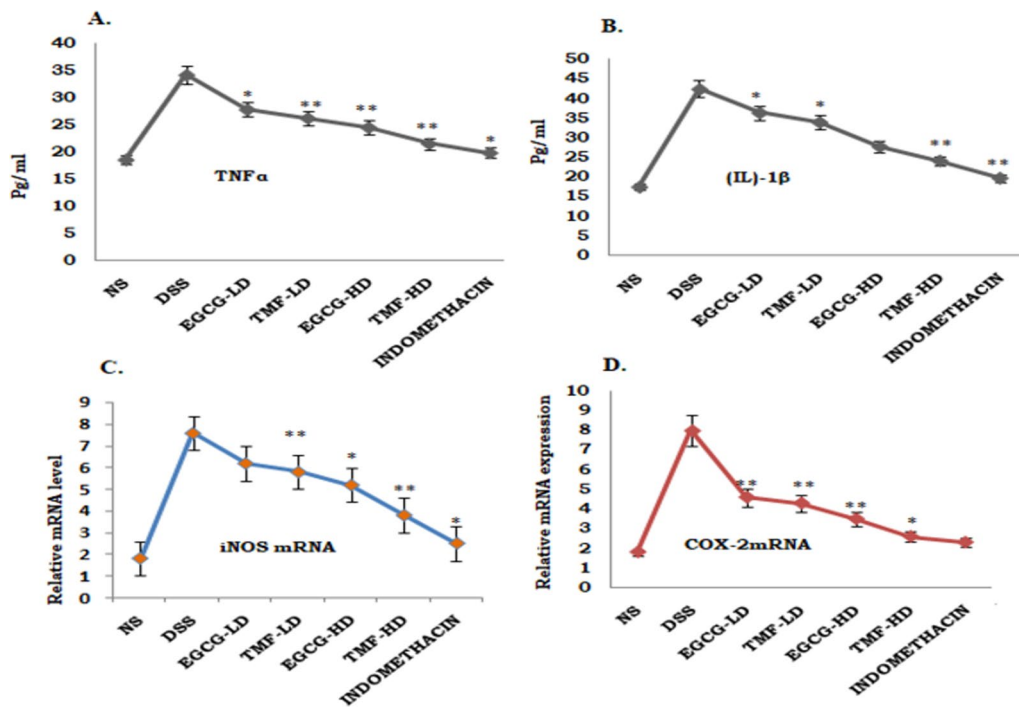 A.
40
35
30
25
20
15
10
5
0
Pg/ml
* ** ** ** *
TNFα
NS DSS EGCG-LD TMF-LD EGCG-HD TMF-HD INDOMETHACIN
B.
50
45
40
35
30
25
20
15
10
5
0
Pg/ml
* * ** **
(IL)-1β
NS DSS EGCG-LD TMF-LD EGCG-HD TMF-HD INDOMETHACIN
C.
9
8
7
6
5
4
3
2
1
0
Relative mRNA level
** * ** *
iNOS mRNA
NS DSS EGCG-LD TMF-LD EGCG-HD TMF-HD INDOMETHACIN
D.
10
9
8
7
6
5
4
3
2
1
0
Relative mRNA expression
** ** ** *
COX-2mRNA
NS DSS EGCG-LD TMF-LD EGCG-HD TMF-HD INDOMETHACIN